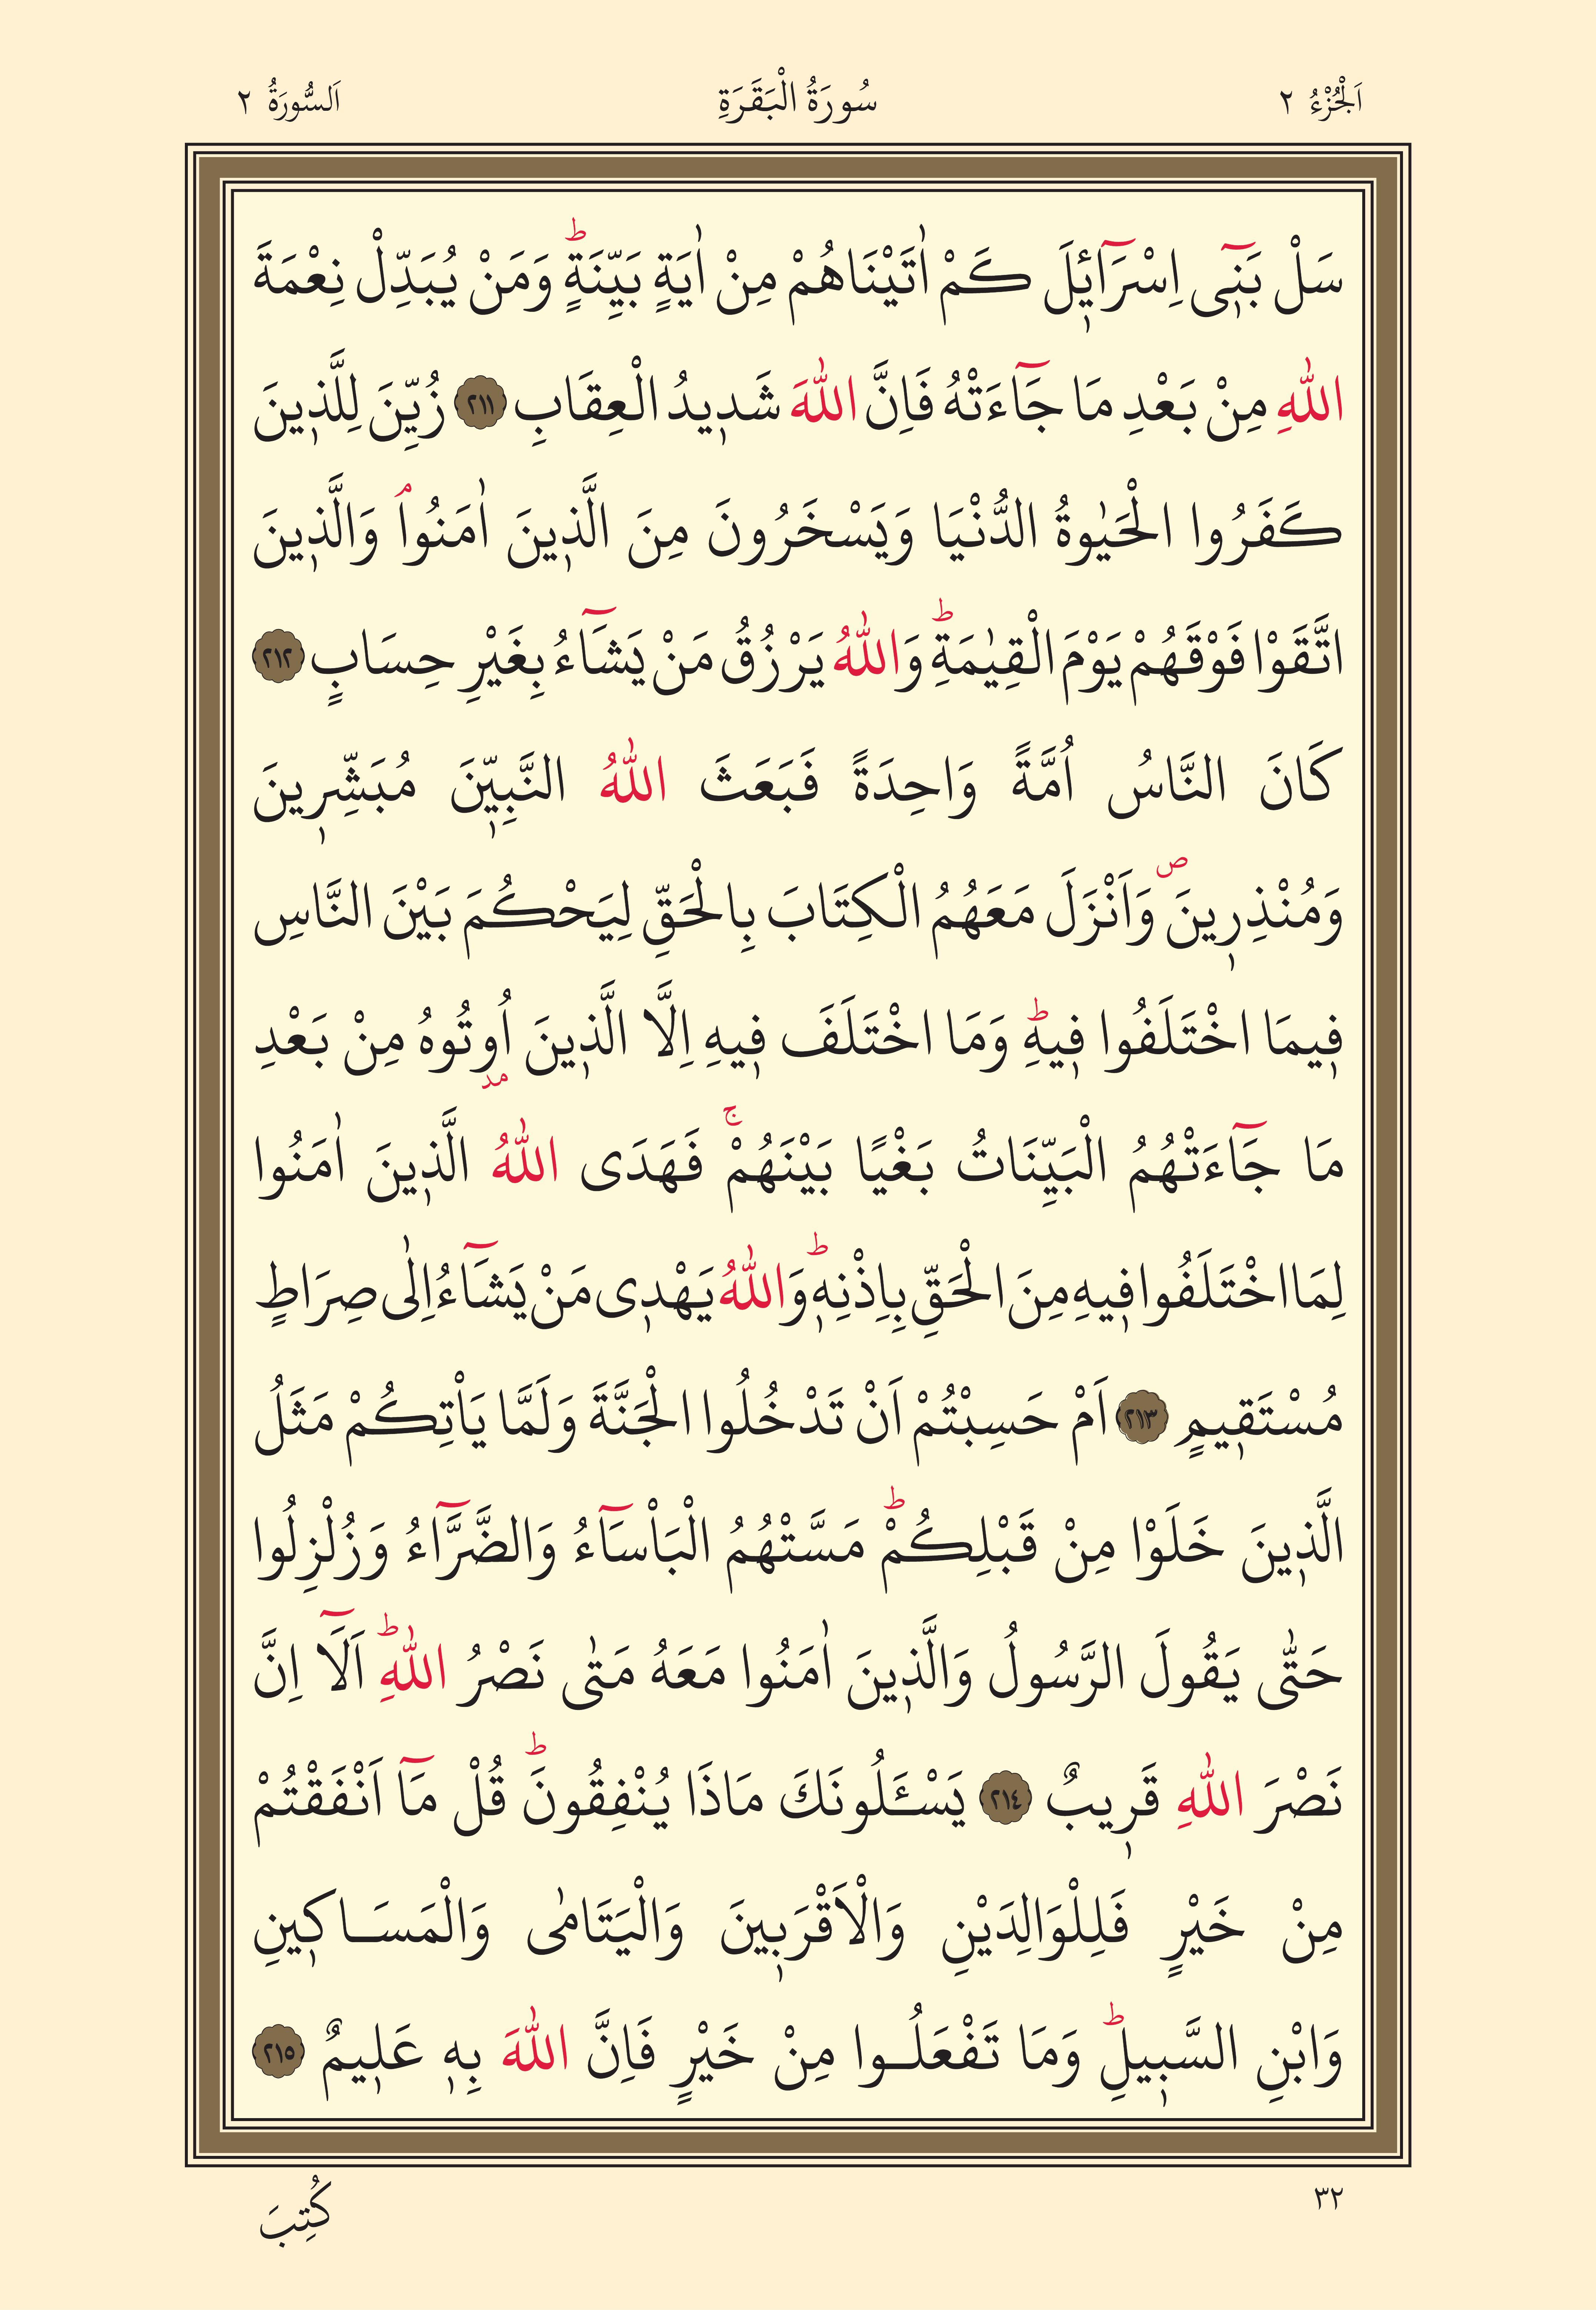 اَلْجُزْءُ ٢ سُورَةُ الْبَقَرَةِ اَلسُّورَةُ ٢
سَلْ بَنٖٓى اِسْرَٓائٖلَ كَمْ اٰتَيْنَاهُمْ مِنْ اٰيَةٍ بَيِّنَةٍؕ وَمَنْ يُبَدِّلْ نِعْمَةَ
اللّٰهِ مِنْ بَعْدِ مَا جَٓاءَتْهُ فَاِنَّ اللّٰهَ شَدٖيدُ الْعِقَابِ ٢١١ زُيِّنَ لِلَّذٖينَ
كَفَرُوا الْحَيٰوةُ الدُّنْيَا وَيَسْخَرُونَ مِنَ الَّذٖينَ اٰمَنُواۢ وَالَّذٖينَ
اتَّقَوْا فَوْقَهُمْ يَوْمَ الْقِيٰمَةِؕ وَاللّٰهُ يَرْزُقُ مَنْ يَشَٓاءُ بِغَيْرِ حِسَابٍ ٢١٢
كَانَ النَّاسُ اُمَّةً وَاحِدَةً فَبَعَثَ اللّٰهُ النَّبِيّٖنَ مُبَشِّرٖينَ
وَمُنْذِرٖينَࣕ وَاَنْزَلَ مَعَهُمُ الْكِتَابَ بِالْحَقِّ لِيَحْكُمَ بَيْنَ النَّاسِ
فٖيمَا اخْتَلَفُوا فٖيهِؕ وَمَا اخْتَلَفَ فٖيهِ اِلَّا الَّذٖينَ اُو۫تُوهُ مِنْ بَعْدِ
مَا جَٓاءَتْهُمُ الْبَيِّنَاتُ بَغْيًا بَيْنَهُمْۚ فَهَدَى اللّٰهُ الَّذٖينَ اٰمَنُوا
لِمَا اخْتَلَفُوا فٖيهِ مِنَ الْحَقِّ بِاِذْنِهٖؕ وَاللّٰهُ يَهْدٖى مَنْ يَشَٓاءُ اِلٰى صِرَاطٍ
مُسْتَقٖيمٍ ٢١٣ اَمْ حَسِبْتُمْ اَنْ تَدْخُلُوا الْجَنَّةَ وَلَمَّا يَاْتِكُمْ مَثَلُ
الَّذٖينَ خَلَوْا مِنْ قَبْلِكُمْؕ مَسَّتْهُمُ الْبَاْسَٓاءُ وَالضَّرَّٓاءُ وَزُلْزِلُوا
حَتّٰى يَقُولَ الرَّسُولُ وَالَّذٖينَ اٰمَنُوا مَعَهُ مَتٰى نَصْرُ اللّٰهِؕ اَلَٓا اِنَّ
نَصْرَ اللّٰهِ قَرٖيبٌ ٢١٤ يَسْـَٔلُونَكَ مَاذَا يُنْفِقُونَؕ قُلْ مَٓا اَنْفَقْتُمْ
مِنْ خَيْرٍ فَلِلْوَالِدَيْنِ وَالْاَقْرَبٖينَ وَالْيَتَامٰى وَالْمَسَاكٖينِ
وَابْنِ السَّبٖيلِؕ وَمَا تَفْعَلُوا مِنْ خَيْرٍ فَاِنَّ اللّٰهَ بِهٖ عَلٖيمٌ ٢١٥
٣٢ كُتِبَ